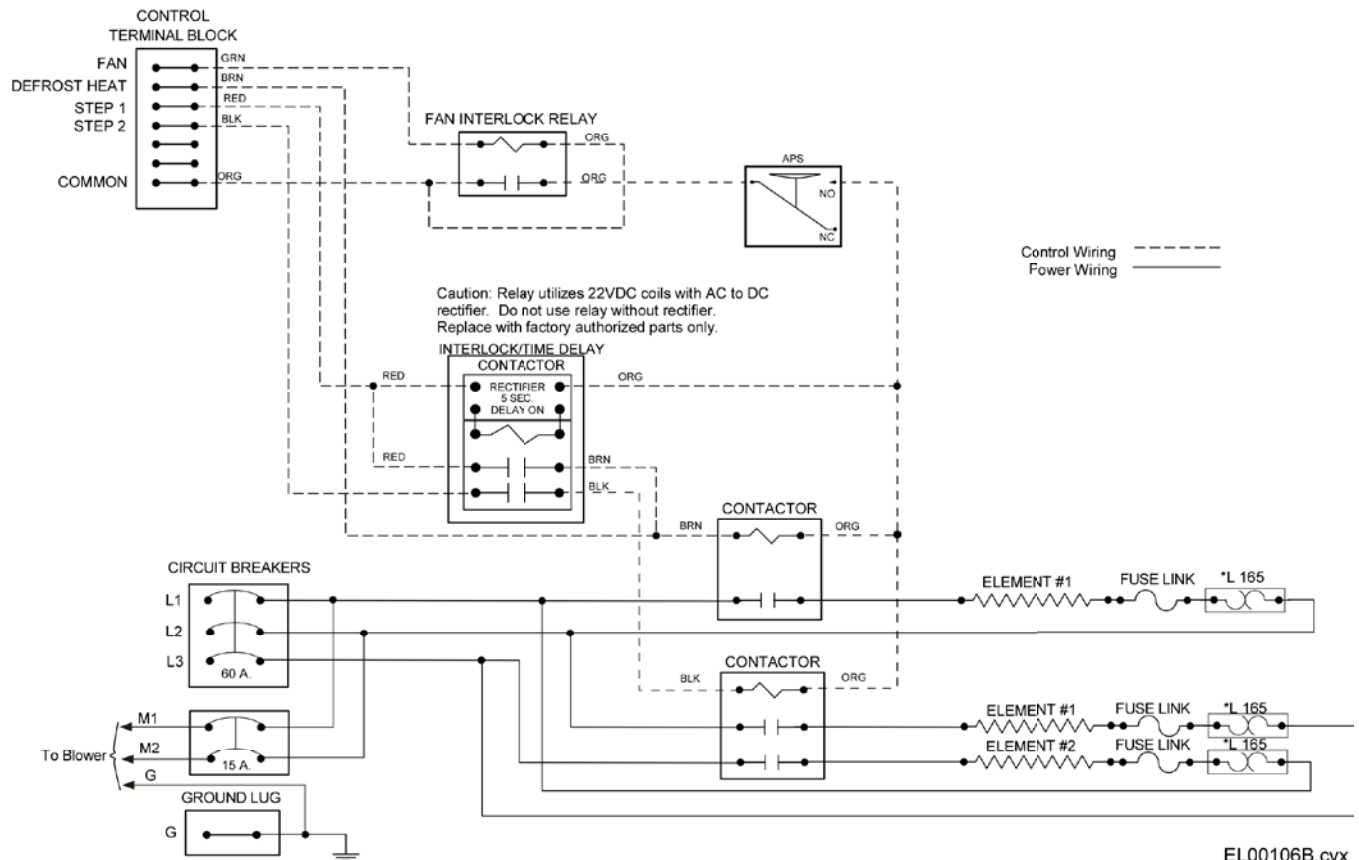 CONTROL
TERMINAL BLOCK
FAN
GRN
DEFROST HEAT
BRN
STEP 1
RED
STEP 2
BLK
COMMON
ORG
FAN INTERLOCK RELAY
ORG
ORG
APS
NO
NC
Control Wiring
Fower Wiring
Caution: Relay utilizes 22VDC coils with AC to DC
rectifier. Do not use relay without rectifier.
Replace with factory authorized parts only.
INTERLOCK/TIME DELAY
CONTACTOR
RED
RECTIFIER
5 SEC.
DELAY ON
ORG
RED
BRN
BLK
CONTACTOR
BRN
ORG
CIRCUIT BREAKERS
L1
L2
L3
60 A.
ELEMENT #1
FUSE LINK
*L 165
CONTACTOR
BLK
ORG
ELEMENT #1
FUSE LINK
*L 165
ELEMENT #2
FUSE LINK
*L 165
M1
M2
To Blower
15 A.
G
GROUND LUG
G
EL00106B.cvx